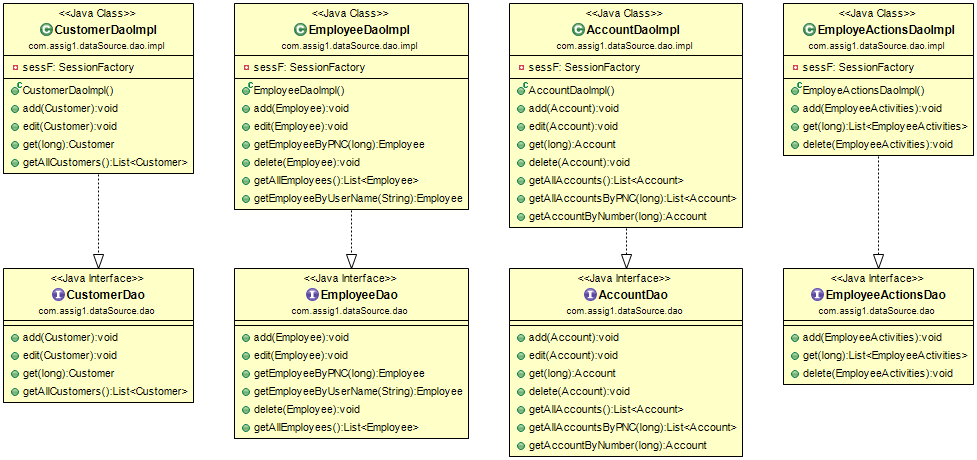 <<Java Class>>
CustomerDaoImpl
com.assig1.dataSource.dao.impl
sessF: SessionFactory
CustomerDaoImpl()
add(Customer):void
edit(Customer):void
get(long):Customer
getAllCustomers():List<Customer>
<<Java Class>>
EmployeeDaoImpl
com.assig1.dataSource.dao.impl
sessF: SessionFactory
EmployeeDaoImpl()
add(Employee):void
edit(Employee):void
getEmployeeByPNC(long):Employee
delete(Employee):void
getAllEmployees():List<Employee>
getEmployeeByUserName(String):Employee
<<Java Class>>
AccountDaoImpl
com.assig1.dataSource.dao.impl
sessF: SessionFactory
AccountDaoImpl()
add(Account):void
edit(Account):void
get(long):Account
delete(Account):void
getAllAccounts():List<Account>
getAllAccountsByPNC(long):List<Account>
getAccountByNumber(long):Account
<<Java Class>>
EmployeActionsDaoImpl
com.assig1.dataSource.dao.impl
sessF: SessionFactory
EmployeActionsDaoImpl()
add(EmployeeActivities):void
get(long):List<EmployeeActivities>
delete(EmployeeActivities):void
<<Java Interface>>
CustomerDao
com.assig1.dataSource.dao
add(Customer):void
edit(Customer):void
get(long):Customer
getAllCustomers():List<Customer>
<<Java Interface>>
EmployeeDao
com.assig1.dataSource.dao
add(Employee):void
edit(Employee):void
getEmployeeByPNC(long):Employee
getEmployeeByUserName(String):Employee
delete(Employee):void
getAllEmployees():List<Employee>
<<Java Interface>>
AccountDao
com.assig1.dataSource.dao
add(Account):void
edit(Account):void
get(long):Account
delete(Account):void
getAllAccounts():List<Account>
getAllAccountsByPNC(long):List<Account>
getAccountByNumber(long):Account
<<Java Interface>>
EmployeeActionsDao
com.assig1.dataSource.dao
add(EmployeeActivities):void
get(long):List<EmployeeActivities>
delete(EmployeeActivities):void